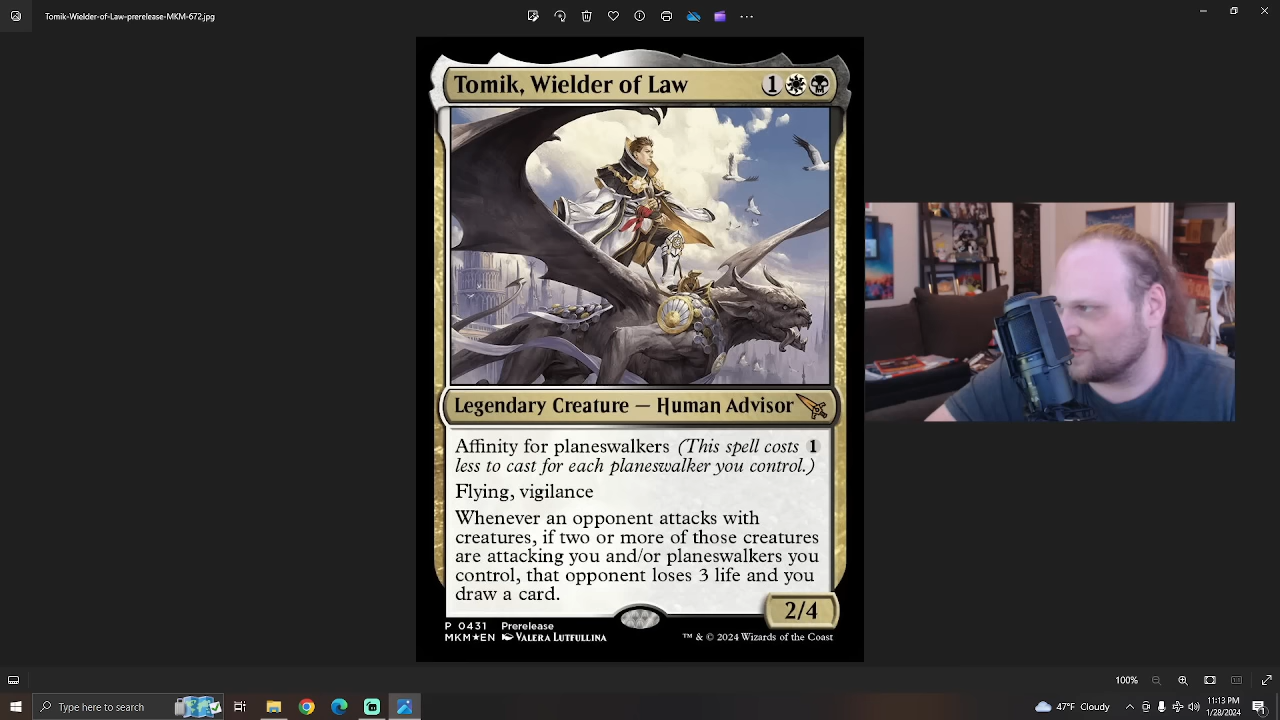 Tomik-Wielder-of-Law-prerelease-MKM-672.jpg
Tomik, Wielder of Law 1
Legendary Creature — Human Advisor
Affinity for planeswalkers (This spell costs 1
less to cast for each planeswalker you control.)
Flying, vigilance
Whenever an opponent attacks with
creatures, if two or more of those creatures
are attacking you and/or planeswalkers you
control, that opponent loses 3 life and you
draw a card.
2/4
P 0431 Prerelease
MKM★EN Valera Lutfullina
™ & © 2024 Wizards of the Coast
100%
Type here to search
47°F Cloudy
11:13 PM
1/28/2024